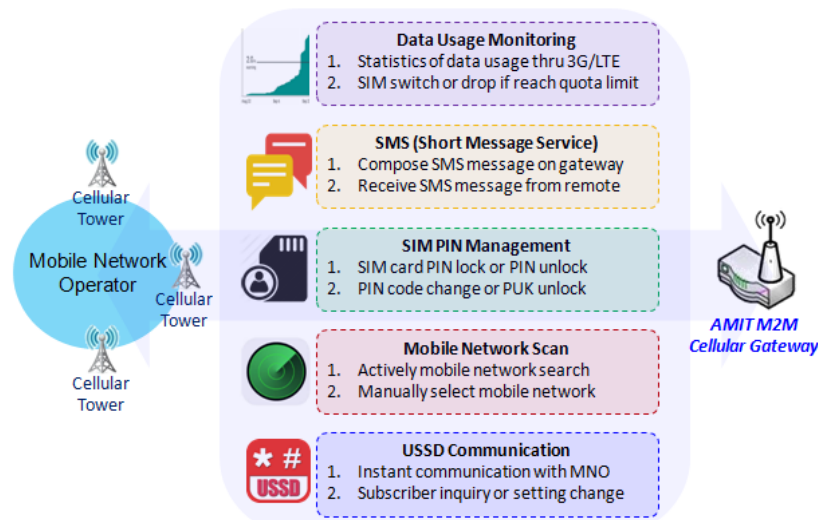 Data Usage Monitoring
1. Statistics of data usage thru 3G/LTE
2. SIM switch or drop if reach quota limit
SMS (Short Message Service)
1. Compose SMS message on gateway
2. Receive SMS message from remote
Cellular
Tower
Mobile Network
Operator
Cellular
Tower
Cellular
Tower
SIM PIN Management
1. SIM card PIN lock or PIN unlock
2. PIN code change or PUK unlock
AMIT M2M
Cellular Gateway
Mobile Network Scan
1. Actively mobile network search
2. Manually select mobile network
* #
USSD
USSD Communication
1. Instant communication with MNO
2. Subscriber inquiry or setting change